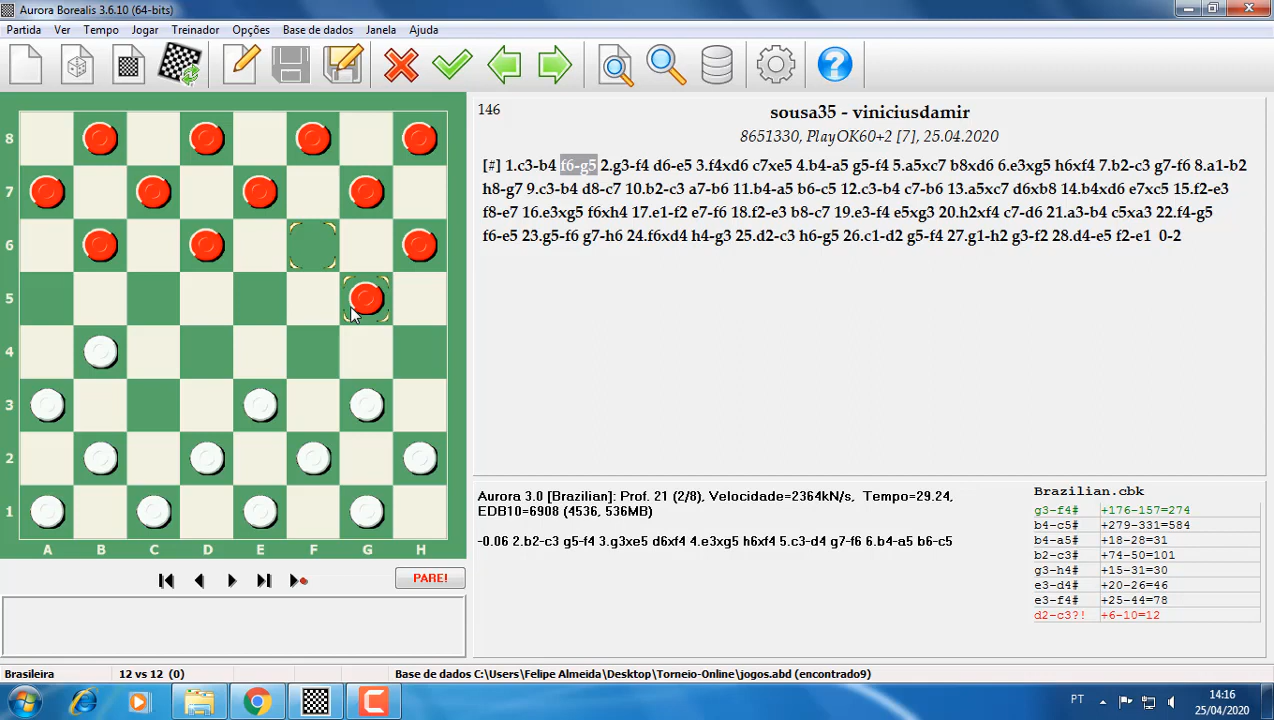 Aurora Borealis 3.6.10 (64-bits)
Partida Ver Tempo Jogar Treinador Opções Base de dados Janela Ajuda
146
sousa35 - viniciusdamir
8651330, PlayOK60+2 [7], 25.04.2020
[#] 1.c3-b4 f6-g5 2.g3-f4 d6-e5 3.f4xd6 c7xe5 4.b4-a5 g5-f4 5.a5xc7 b8xd6 6.e3xg5 h6xf4 7.b2-c3 g7-f6 8.a1-b2
h8-g7 9.c3-b4 d8-c7 10.b2-c3 a7-b6 11.b4-a5 b6-c5 12.c3-b4 c7-b6 13.a5xc7 d6xb8 14.b4xd6 e7xc5 15.f2-e3
f8-e7 16.e3xg5 f6xh4 17.e1-f2 e7-f6 18.f2-e3 b8-c7 19.e3-f4 e5xg3 20.h2xf4 c7-d6 21.a3-b4 c5xa3 22.f4-g5
f6-e5 23.g5-f6 g7-h6 24.f6xd4 h4-g3 25.d2-c3 h6-g5 26.c1-d2 g5-f4 27.g1-h2 g3-f2 28.d4-e5 f2-e1 0-2
8
7
6
5
4
3
2
1
A B C D E F G H
Aurora 3.0 [Brazilian]: Prof. 21 (2/8), Velocidade=2364kN/s, Tempo=29.24,
EDB10=6908 (4536, 536MB)
-0.06 2.b2-c3 g5-f4 3.g3xe5 d6xf4 4.e3xg5 h6xf4 5.c3-d4 g7-f6 6.b4-a5 b6-c5
Brazilian.cbk
g3-f4# +176-157=274
b4-c5# +279-331=584
b4-a5# +18-28=31
b2-c3# +74-50=101
g3-h4# +15-31=30
e3-d4# +20-26=46
e3-f4# +25-44=78
d2-c3?! +6-10=12
PARE!
Brasileira 12 vs 12 (0) Base de dados C:\Users\Felipe Almeida\Desktop\Torneio-Online\jogos.abd (encontrado9)
PT
14:16
25/04/2020